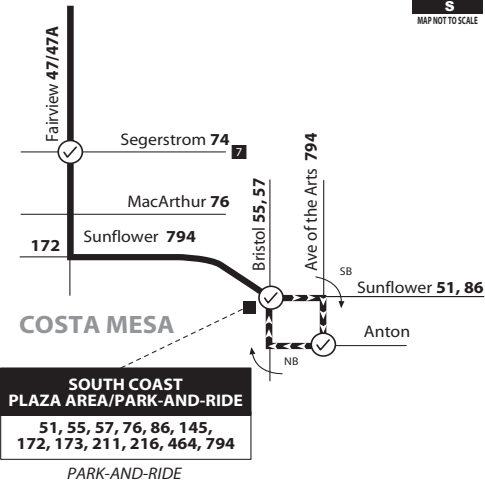 S
MAP NOT TO SCALE
Fairview 47/47A
Segerstrom 74
7
MacArthur 76
172
Sunflower 794
Bristol 55, 57
Ave of the Arts 794
SB
Sunflower 51, 86
COSTA MESA
Anton
NB
SOUTH COAST
PLAZA AREA/PARK-AND-RIDE
51, 55, 57, 76, 86, 145,
172, 173, 211, 216, 464, 794
PARK-AND-RIDE